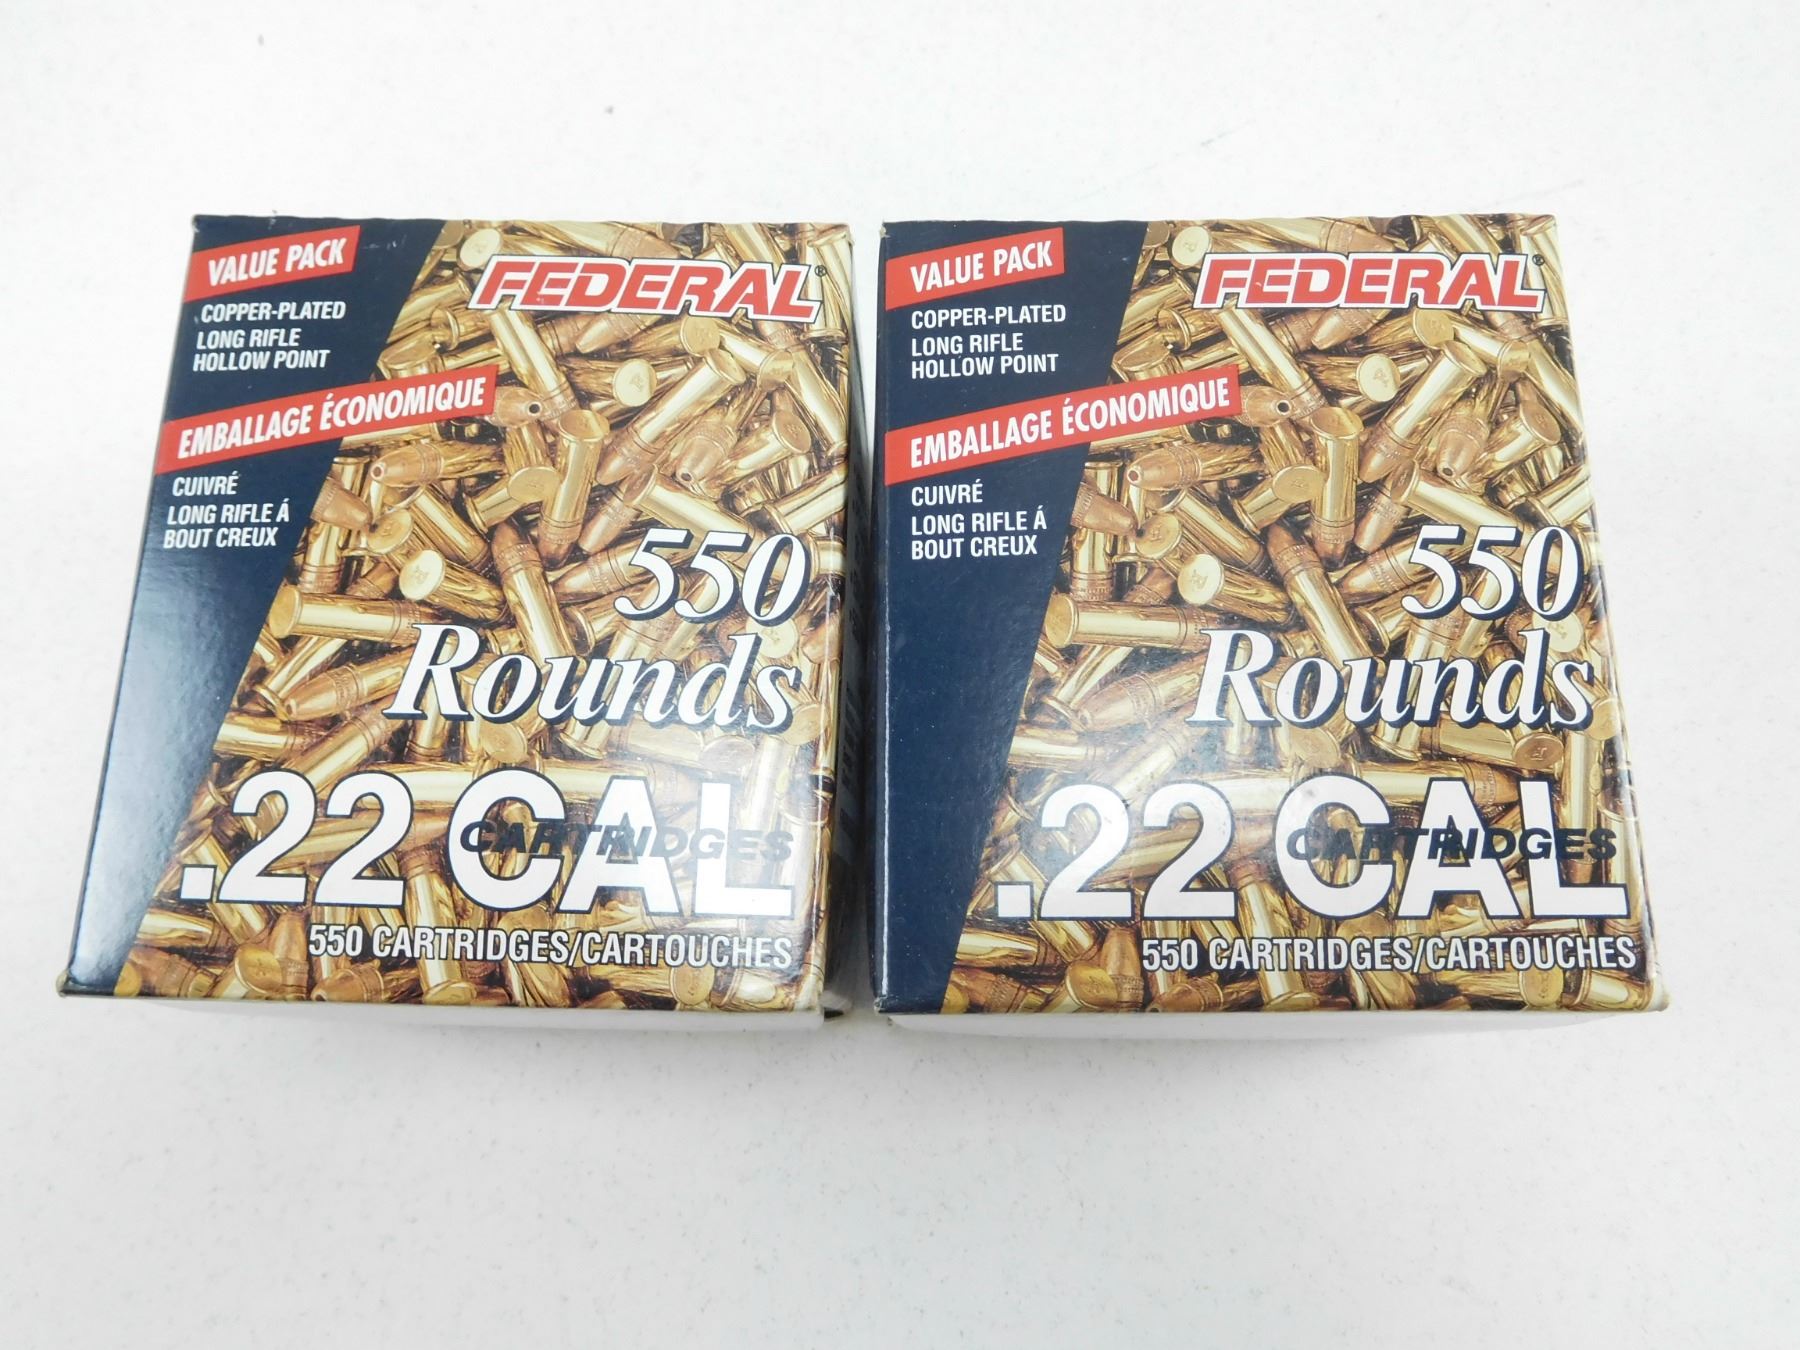 VALUE PACK
FEDERAL®
COPPER-PLATED
LONG RIFLE
HOLLOW POINT
EMBALLAGE ÉCONOMIQUE
CUIVRÉ
LONG RIFLE Á
BOUT CREUX
550
Rounds
.22 CAL
CARTRIDGES
550 CARTRIDGES/CARTOUCHES
VALUE PACK
FEDERAL®
COPPER-PLATED
LONG RIFLE
HOLLOW POINT
EMBALLAGE ÉCONOMIQUE
CUIVRÉ
LONG RIFLE Á
BOUT CREUX
550
Rounds
.22 CAL
CARTRIDGES
550 CARTRIDGES/CARTOUCHES